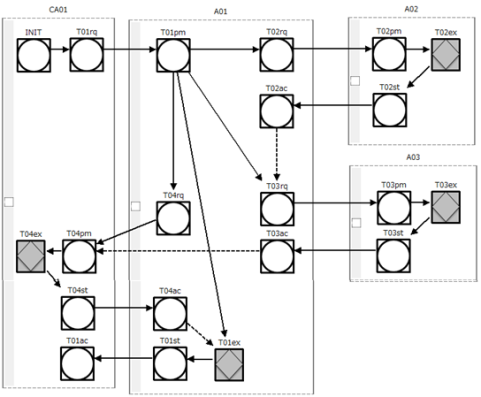 CA01
A01
A02
A03
INIT
T01rq
T01pm
T02rq
T02pm
T02ex
T02ac
T02st
T04rq
T03rq
T03pm
T03ex
T04ex
T04pm
T03ac
T03st
T04st
T04ac
T01ac
T01st
T01ex